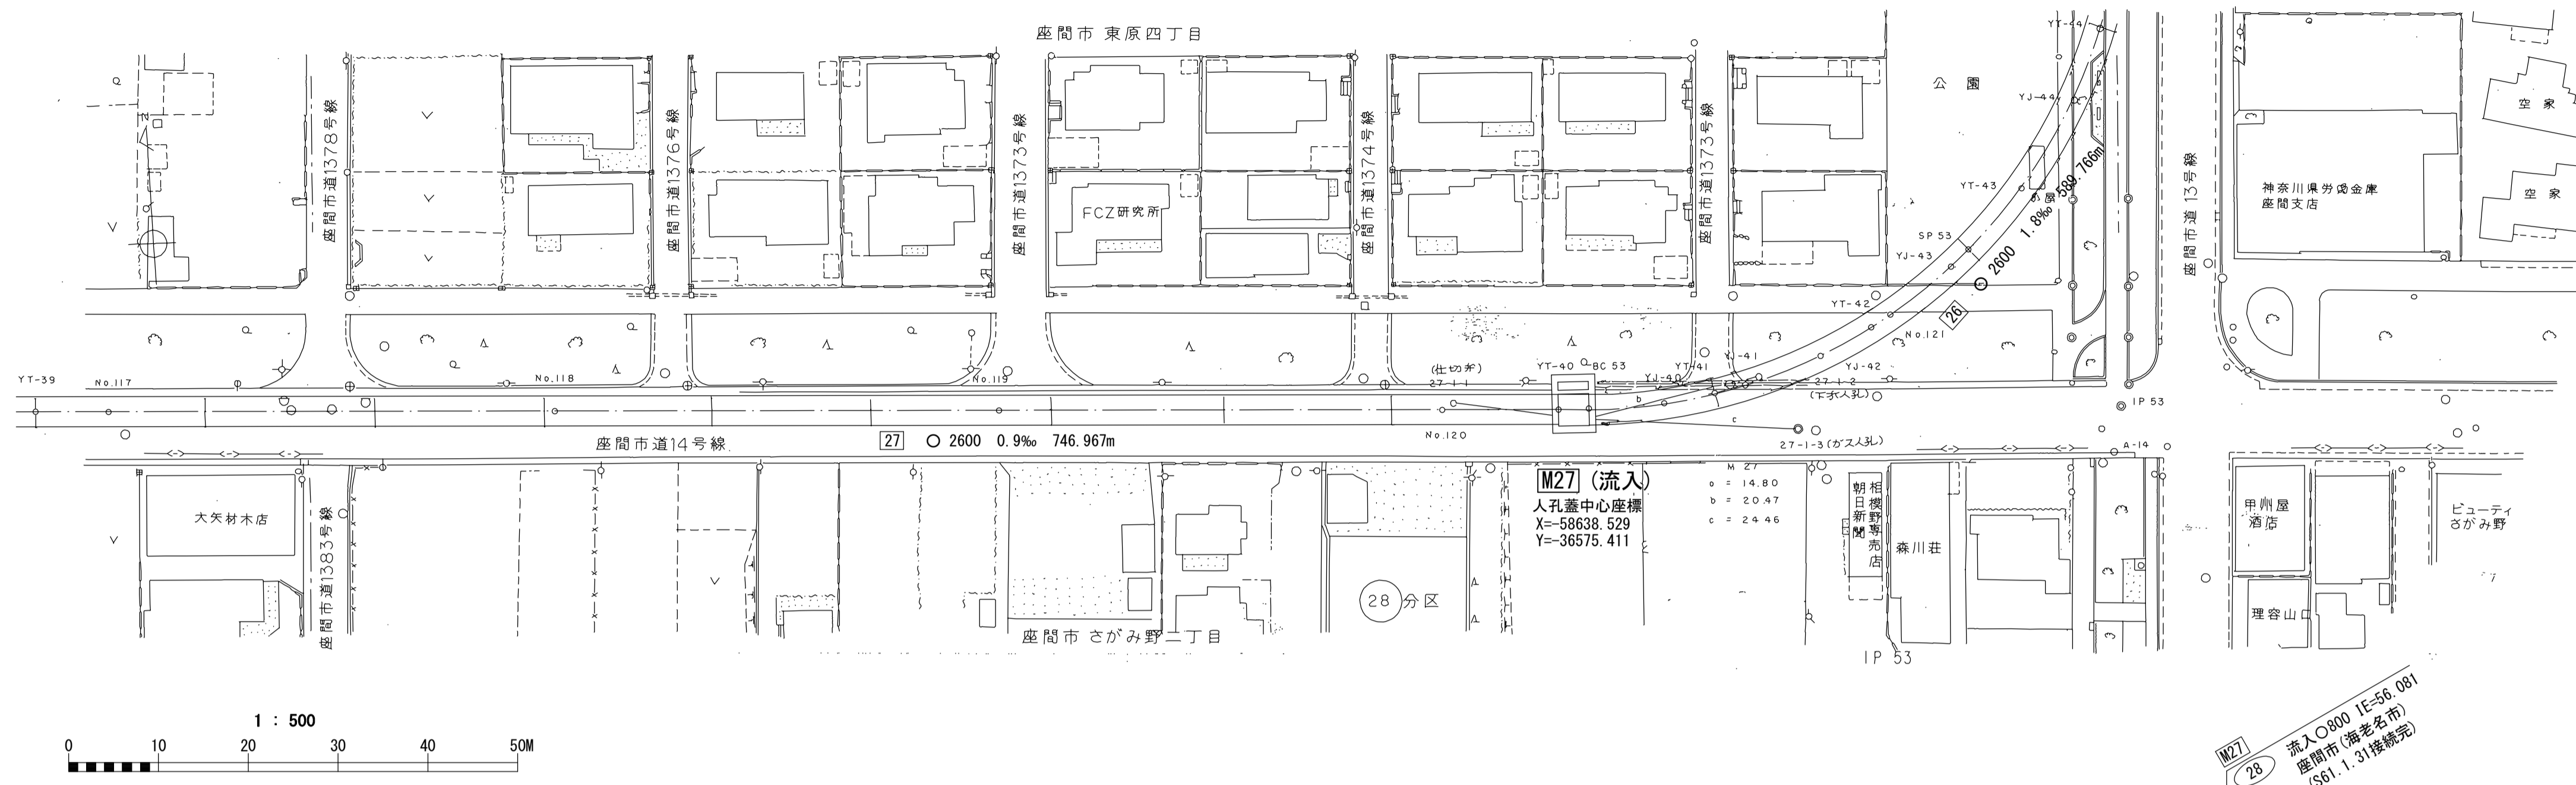 座間市 東原四丁目
YT-44
公園
YJ-44
空家
座間市道1378号線
座間市道1376号線
座間市道1373号線
座間市道1374号線
座間市道1373号線
座間市道13号線
FCZ研究所
YT-43
神奈川県労働金庫
座間支店
空家
SP 53
YJ-43
2600 1.8‰ 589.766m
YT-42
26
No.121
YT-39
No.117
No.118
No.119
(仕切弁)
27-1-1
YT-40
BC 53
YJ-40
YT-41
YJ-41
YJ-42
27-1-2
(下水人孔)
b
c
IP 53
座間市道14号線
27 ○ 2600 0.9‰ 746.967m
No.120
27-1-3(ガス人孔)
A-14
M27 (流入)
人孔蓋中心座標
X=-58638.529
Y=-36575.411
M 27
a = 14.80
b = 20.47
c = 24.46
大矢材木店
座間市道1383号線
相模野専売店
朝日新聞
森川荘
甲州屋
酒店
ビューティ
さがみ野
28分区
理容山口
座間市 さがみ野二丁目
IP 53
1 : 500
0 10 20 30 40 50M
M27
28
流入○800 IE=56.081
座間市(海老名市)
(S61.1.31接続完)